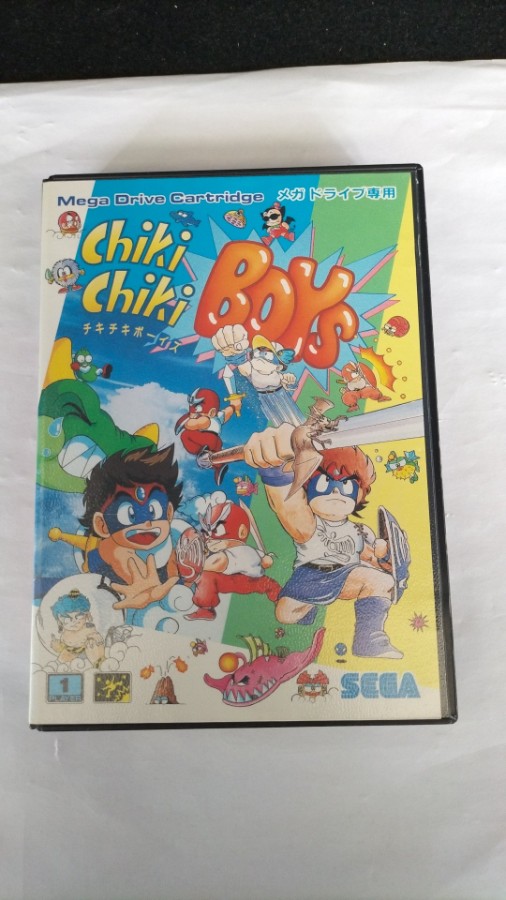 Mega Drive Cartridge メガドライブ専用
Chiki
Chiki
BOYS
チキチキボーイズ
1
PLAYER
SEGA